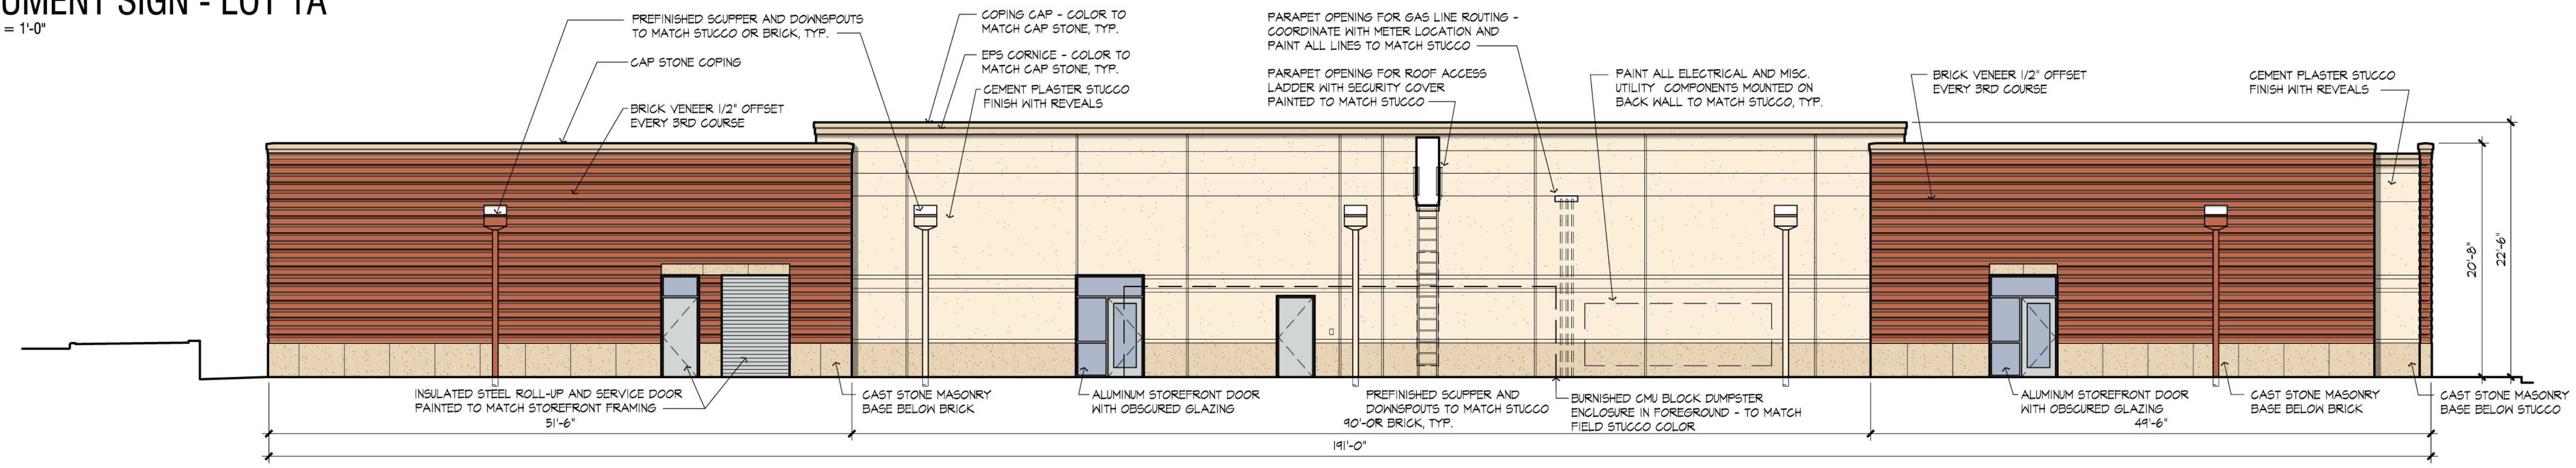 UMENT SIGN - LOT 1A
= 1'-0"
PREFINISHED SCUPPER AND DOWNSPOUTS
TO MATCH STUCCO OR BRICK, TYP.
CAP STONE COPING
BRICK VENEER 1/2" OFFSET
EVERY 3RD COURSE
COPING CAP - COLOR TO
MATCH CAP STONE, TYP.
EPS CORNICE - COLOR TO
MATCH CAP STONE, TYP.
CEMENT PLASTER STUCCO
FINISH WITH REVEALS
PARAPET OPENING FOR GAS LINE ROUTING -
COORDINATE WITH METER LOCATION AND
PAINT ALL LINES TO MATCH STUCCO
PARAPET OPENING FOR ROOF ACCESS
LADDER WITH SECURITY COVER
PAINTED TO MATCH STUCCO
PAINT ALL ELECTRICAL AND MISC.
UTILITY COMPONENTS MOUNTED ON
BACK WALL TO MATCH STUCCO, TYP.
BRICK VENEER 1/2" OFFSET
EVERY 3RD COURSE
CEMENT PLASTER STUCCO
FINISH WITH REVEALS
20'-8"
22'-6"
INSULATED STEEL ROLL-UP AND SERVICE DOOR
PAINTED TO MATCH STOREFRONT FRAMING
CAST STONE MASONRY
BASE BELOW BRICK
ALUMINUM STOREFRONT DOOR
WITH OBSCURED GLAZING
PREFINISHED SCUPPER AND
DOWNSPOUTS TO MATCH STUCCO
90'-OR BRICK, TYP.
BURNISHED CMU BLOCK DUMPSTER
ENCLOSURE IN FOREGROUND - TO MATCH
FIELD STUCCO COLOR
ALUMINUM STOREFRONT DOOR
WITH OBSCURED GLAZING
CAST STONE MASONRY
BASE BELOW BRICK
CAST STONE MASONRY
BASE BELOW STUCCO
51'-6"
49'-6"
191'-0"